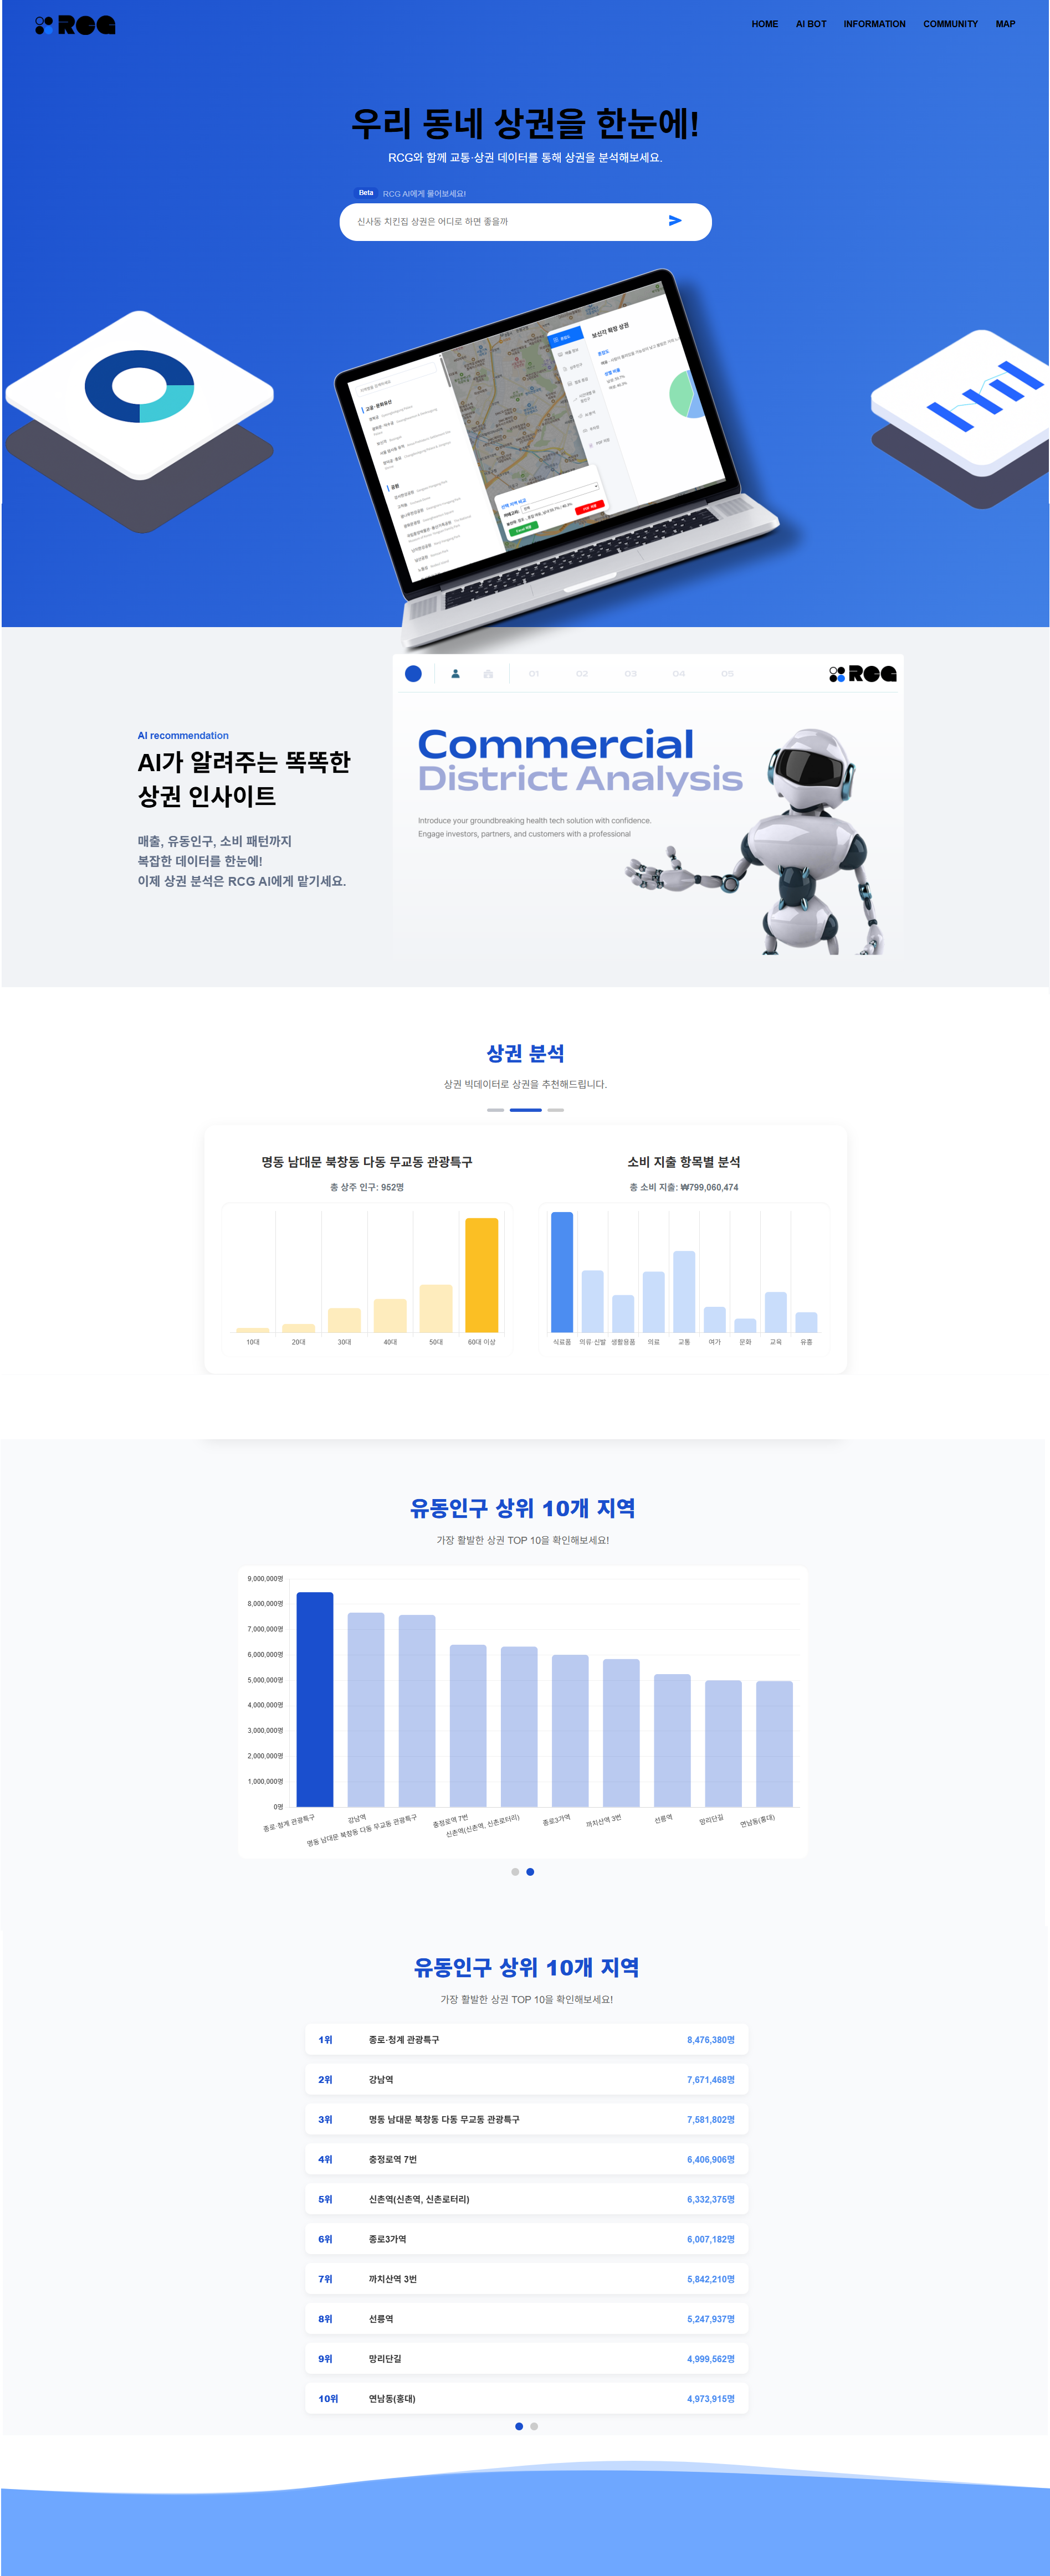 RCG
HOME AI BOT INFORMATION COMMUNITY MAP
우리 동네 상권을 한눈에!
RCG와 함께 교통·상권 데이터를 통해 상권을 분석해보세요.
Beta RCG AI에게 물어보세요!
신사동 치킨집 상권은 어디로 하면 좋을까
고궁·문화유산
공원
보신각 확장 상권
01 02 03 04 05
RCG
AI recommendation
AI가 알려주는 똑똑한
상권 인사이트
매출, 유동인구, 소비 패턴까지
복잡한 데이터를 한눈에!
이제 상권 분석은 RCG AI에게 맡기세요.
Commercial
District Analysis
Introduce your groundbreaking health tech solution with confidence.
Engage investors, partners, and customers with a professional
상권 분석
상권 빅데이터로 상권을 추천해드립니다.
명동 남대문 북창동 다동 무교동 관광특구
총 상주 인구: 952명
10대 20대 30대 40대 50대 60대 이상
소비 지출 항목별 분석
총 소비 지출: ₩799,060,474
식료품 의류·신발 생활용품 의료 교통 여가 문화 교육 유흥
유동인구 상위 10개 지역
가장 활발한 상권 TOP 10을 확인해보세요!
9,000,000명
8,000,000명
7,000,000명
6,000,000명
5,000,000명
4,000,000명
3,000,000명
2,000,000명
1,000,000명
0명
종로·청계 관광특구
강남역
명동 남대문 북창동 다동 무교동 관광특구
충정로역 7번
신촌역(신촌역, 신촌로터리)
종로3가역
까치산역 3번
선릉역
망리단길
연남동(홍대)
유동인구 상위 10개 지역
가장 활발한 상권 TOP 10을 확인해보세요!
1위 종로·청계 관광특구 8,476,380명
2위 강남역 7,671,468명
3위 명동 남대문 북창동 다동 무교동 관광특구 7,581,802명
4위 충정로역 7번 6,406,906명
5위 신촌역(신촌역, 신촌로터리) 6,332,375명
6위 종로3가역 6,007,182명
7위 까치산역 3번 5,842,210명
8위 선릉역 5,247,937명
9위 망리단길 4,999,562명
10위 연남동(홍대) 4,973,915명